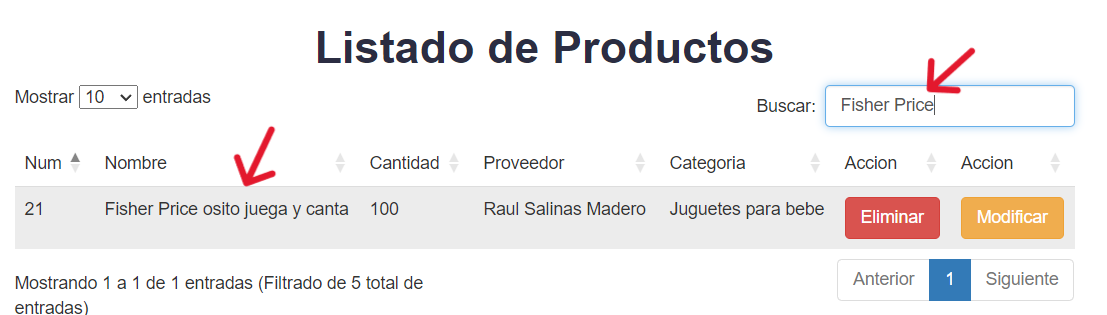 Listado de Productos
Mostrar 10 entradas
Buscar: Fisher Price
Num Nombre Cantidad Proveedor Categoria Accion Accion
21 Fisher Price osito juega y canta 100 Raul Salinas Madero Juguetes para bebe Eliminar Modificar
Mostrando 1 a 1 de 1 entradas (Filtrado de 5 total de
entradas)
Anterior 1 Siguiente